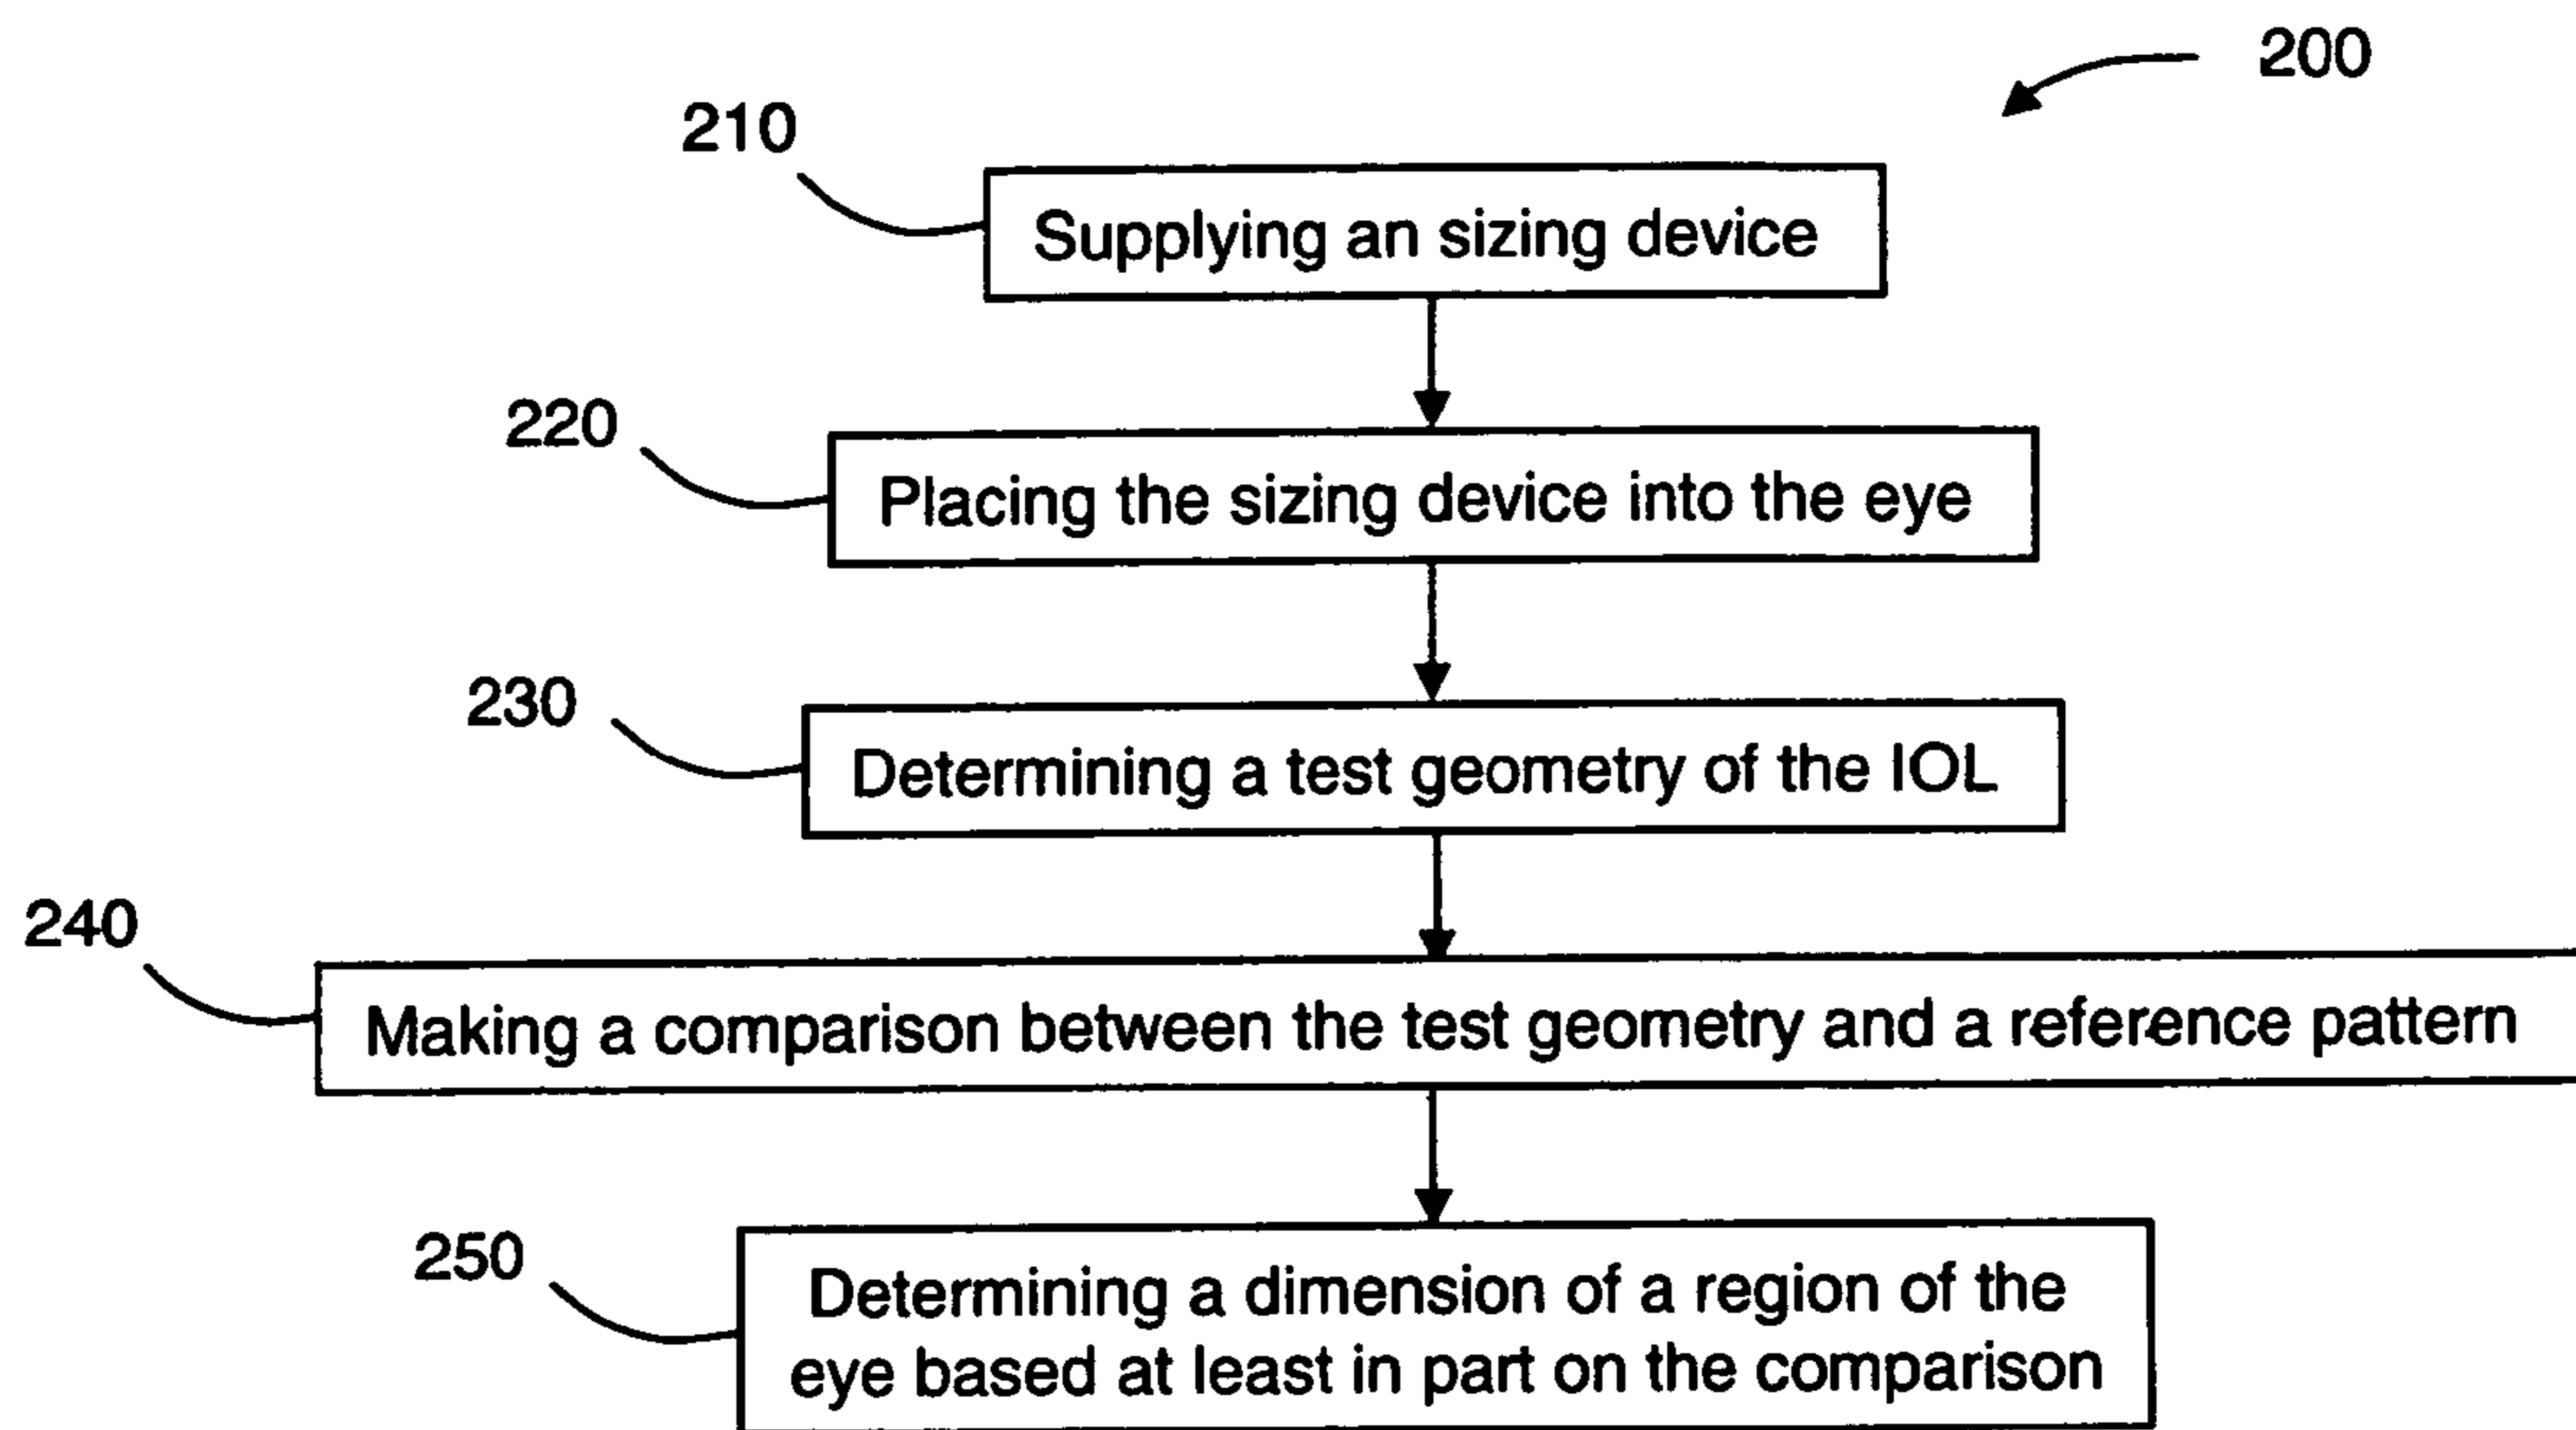 200
210
Supplying an sizing device
220
Placing the sizing device into the eye
230
Determining a test geometry of the IOL
240
Making a comparison between the test geometry and a reference pattern
250
Determining a dimension of a region of the
eye based at least in part on the comparison